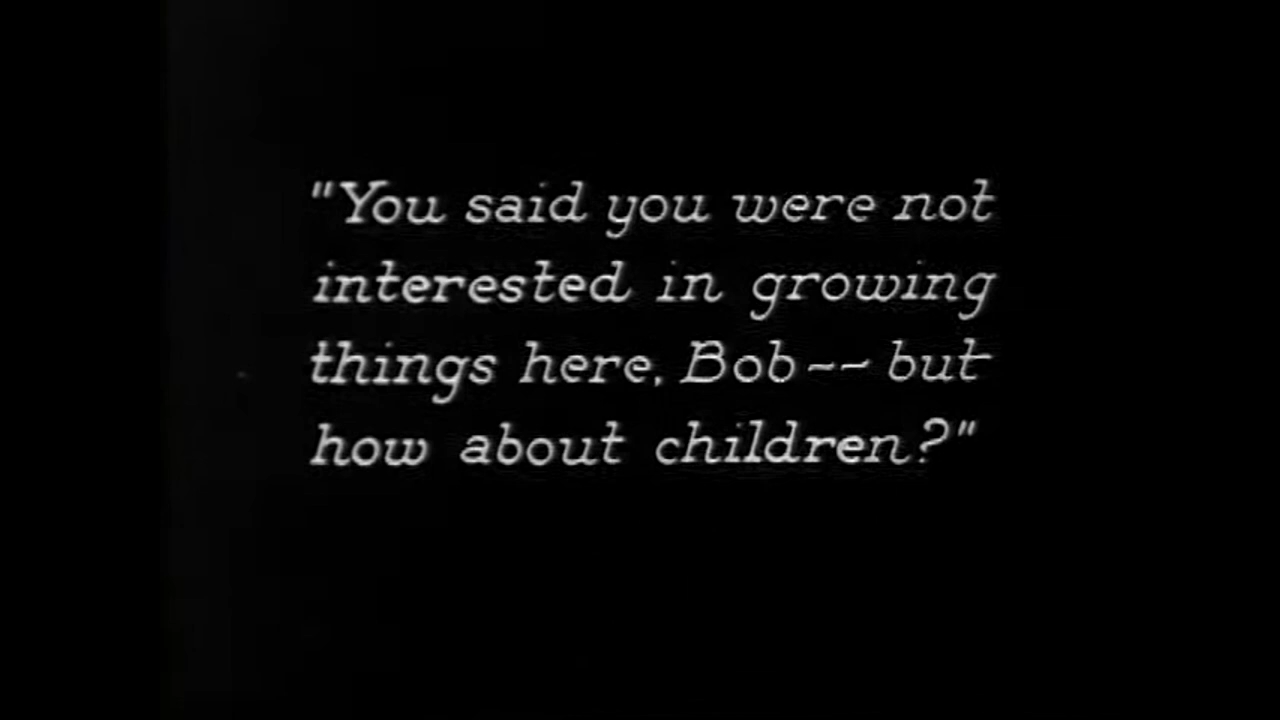 "You said you were not
interested in growing
things here, Bob -- but
how about children?"